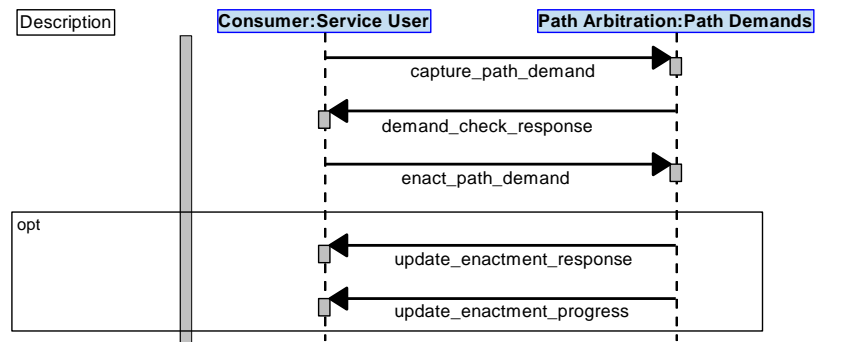 Description
Consumer:Service User
Path Arbitration:Path Demands
capture_path_demand
demand_check_response
enact_path_demand
opt
update_enactment_response
update_enactment_progress